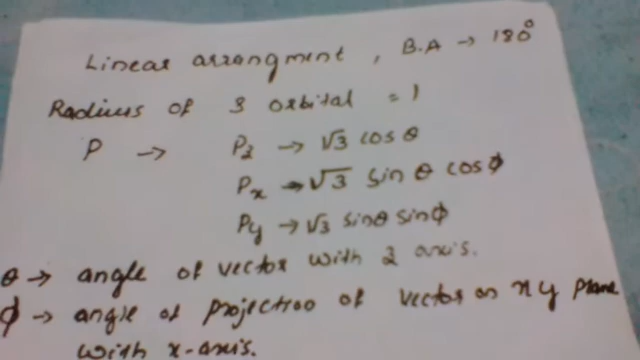 Linear arrangment, B.A → 180°
Radius of s orbital = 1
P → Pz → √3 cos θ
Px → √3 sin θ cos ϕ
Py → √3 sinθ sinϕ
θ → angle of vector with z axis.
ϕ → angle of projection of vector on xy plane
with x-axis.